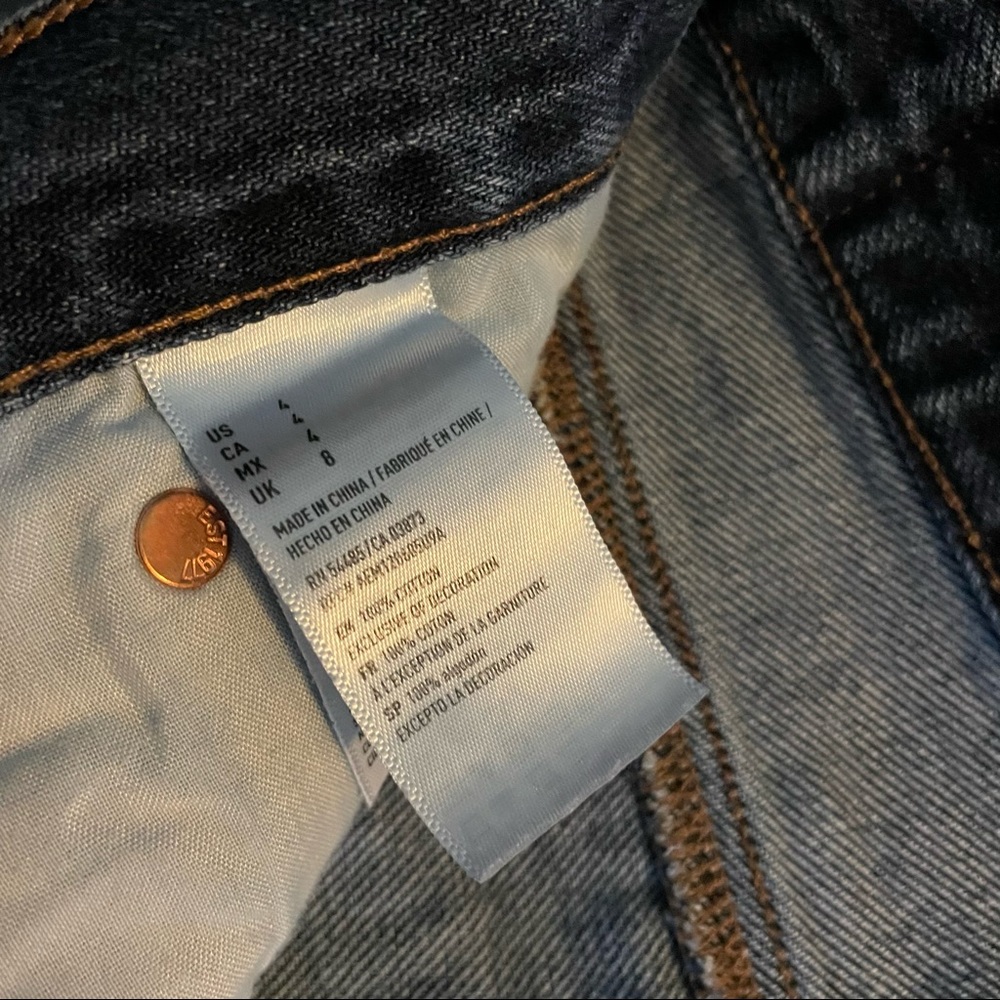 US 4
CA 4
MX 4
UK 8
MADE IN CHINA / FABRIQUÉ EN CHINE /
HECHO EN CHINA
RN 54485 / CA 03873
EN 100% COTTON
EXCLUSIVE OF DECORATION
FR 100% COTON
À L'EXCEPTION DE LA GARNITURE
SP 100% algodón
EXCEPTO LA DECORACIÓN
EST 1977